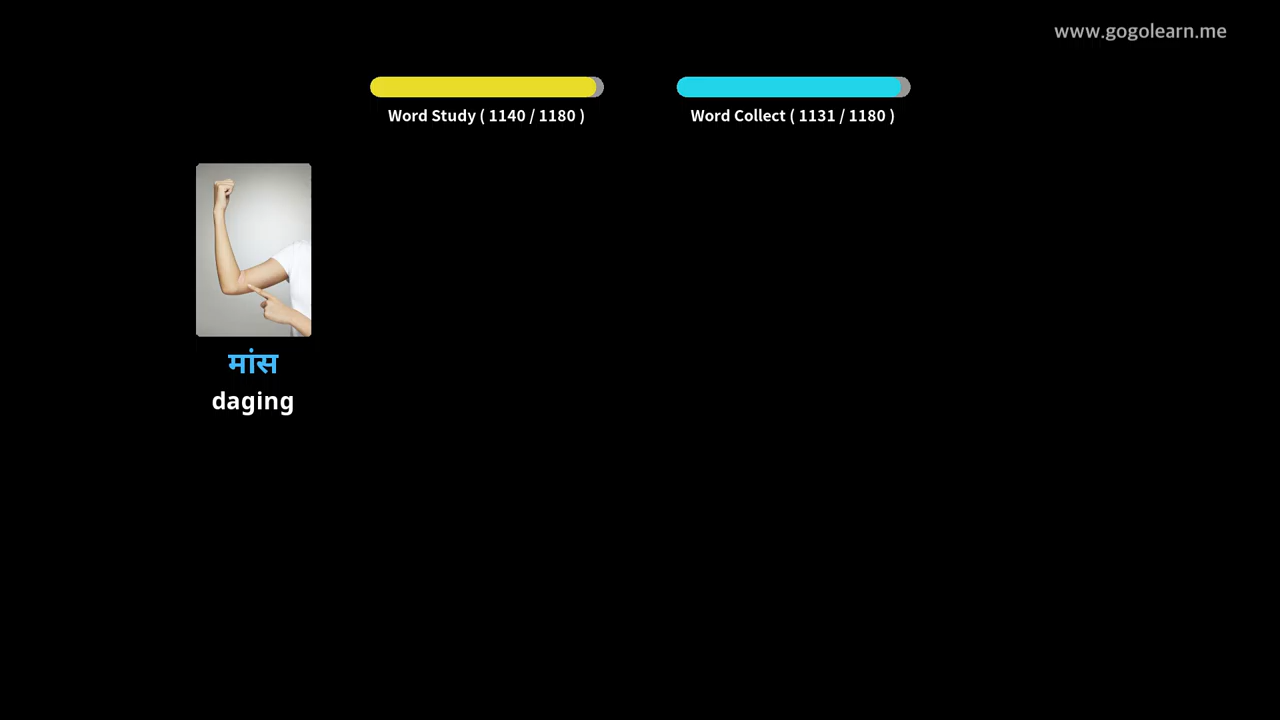 www.gogolearn.me
Word Study ( 1140 / 1180 )
Word Collect ( 1131 / 1180 )
मांस
daging